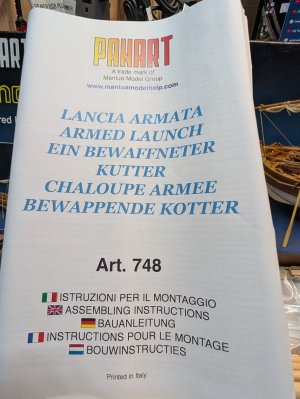 PANART
A trade mark of
Mantua Model Group
www.mantuamodelhelp.com
LANCIA ARMATA
ARMED LAUNCH
EIN BEWAFFNETER
KUTTER
CHALOUPE ARMEE
BEWAPPENDE KOTTER
Art. 748
ISTRUZIONI PER IL MONTAGGIO
ASSEMBLING INSTRUCTIONS
BAUANLEITUNG
INSTRUCTIONS POUR LE MONTAGE
BOUWINSTRUCTIES
Printed in Italy